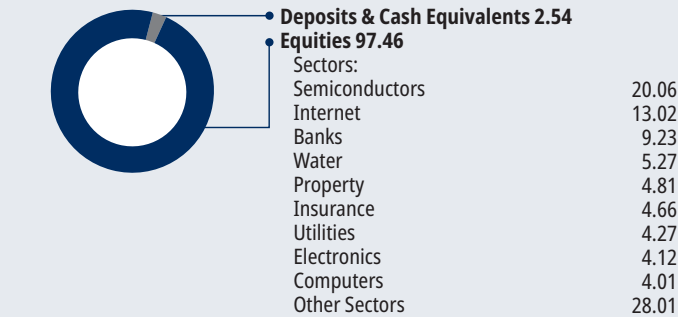 Deposits & Cash Equivalents 2.54
Equities 97.46
Sectors:
Semiconductors 20.06
Internet 13.02
Banks 9.23
Water 5.27
Property 4.81
Insurance 4.66
Utilities 4.27
Electronics 4.12
Computers 4.01
Other Sectors 28.01